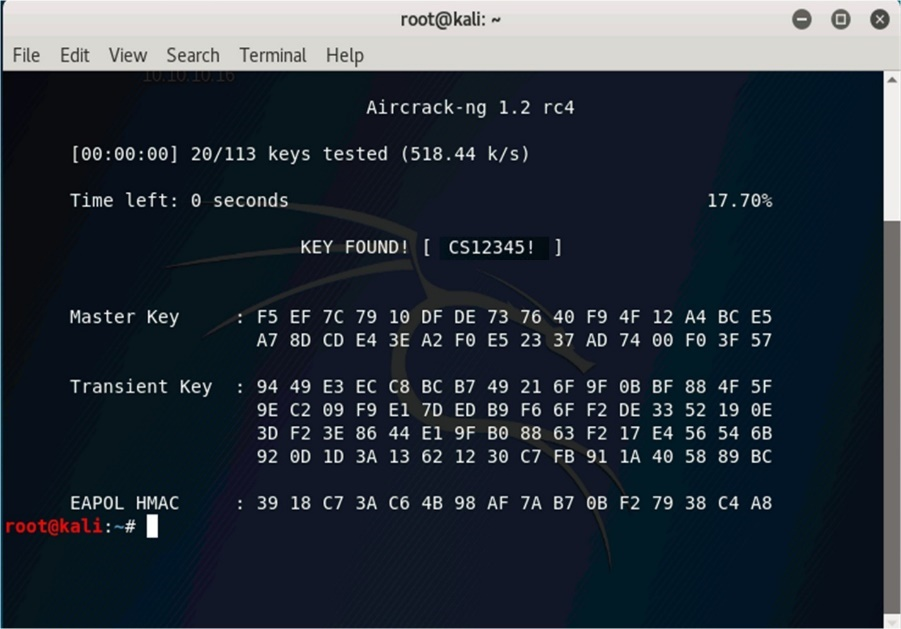 root@kali: ~
File Edit View Search Terminal Help
10.10.10.16
Aircrack-ng 1.2 rc4
[00:00:00] 20/113 keys tested (518.44 k/s)
Time left: 0 seconds 17.70%
KEY FOUND! [ CS12345! ]
Master Key : F5 EF 7C 79 10 DF DE 73 76 40 F9 4F 12 A4 BC E5
A7 8D CD E4 3E A2 F0 E5 23 37 AD 74 00 F0 3F 57
Transient Key : 94 49 E3 EC C8 BC B7 49 21 6F 9F 0B BF 88 4F 5F
9E C2 09 F9 E1 7D ED B9 F6 6F F2 DE 33 52 19 0E
3D F2 3E 86 44 E1 9F B0 88 63 F2 17 E4 56 54 6B
92 0D 1D 3A 13 62 12 30 C7 FB 91 1A 40 58 89 BC
EAPOL HMAC : 39 18 C7 3A C6 4B 98 AF 7A B7 0B F2 79 38 C4 A8
root@kali:~#